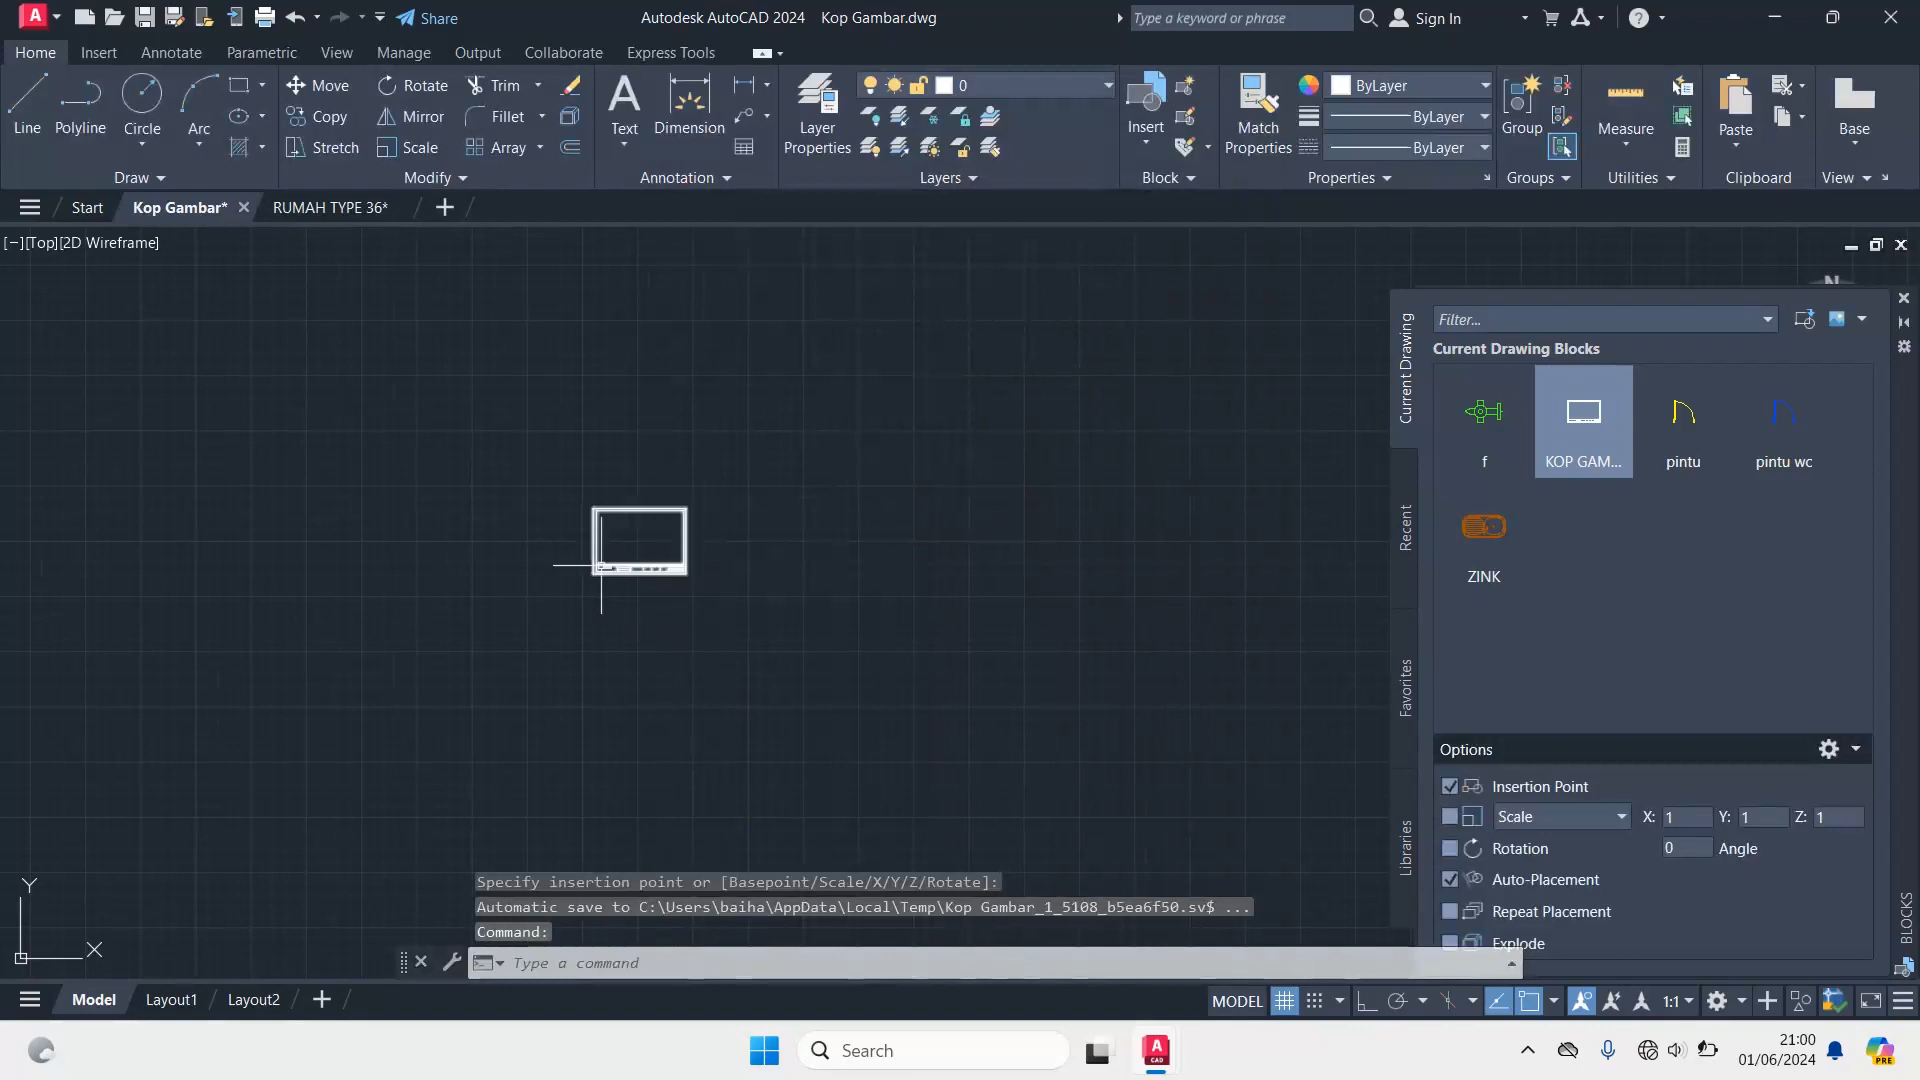 Share
Autodesk AutoCAD 2024 Kop Gambar.dwg
Type a keyword or phrase
Sign In
Home Insert Annotate Parametric View Manage Output Collaborate Express Tools
Line Polyline Circle Arc
Move Rotate Trim
Copy Mirror Fillet
Stretch Scale Array
Text Dimension
Layer Properties
0
Insert
Match Properties
ByLayer
ByLayer
ByLayer
Group
Measure
Paste
Base
Draw Modify Annotation Layers Block Properties Groups Utilities Clipboard View
Start Kop Gambar* RUMAH TYPE 36*
[−][Top][2D Wireframe]
N
Current Drawing
Recent
Favorites
Libraries
Filter...
Current Drawing Blocks
f KOP GAM... pintu pintu wc
ZINK
Options
Insertion Point
Scale X: 1 Y: 1 Z: 1
Rotation 0 Angle
Auto-Placement
Repeat Placement
Explode
BLOCKS
Y
X
Specify insertion point or [Basepoint/Scale/X/Y/Z/Rotate]:
Automatic save to C:\Users\baiha\AppData\Local\Temp\Kop Gambar_1_5108_b5ea6f50.sv$ ...
Command:
Type a command
Model Layout1 Layout2
MODEL 1:1
Search
21:00
01/06/2024
PRE